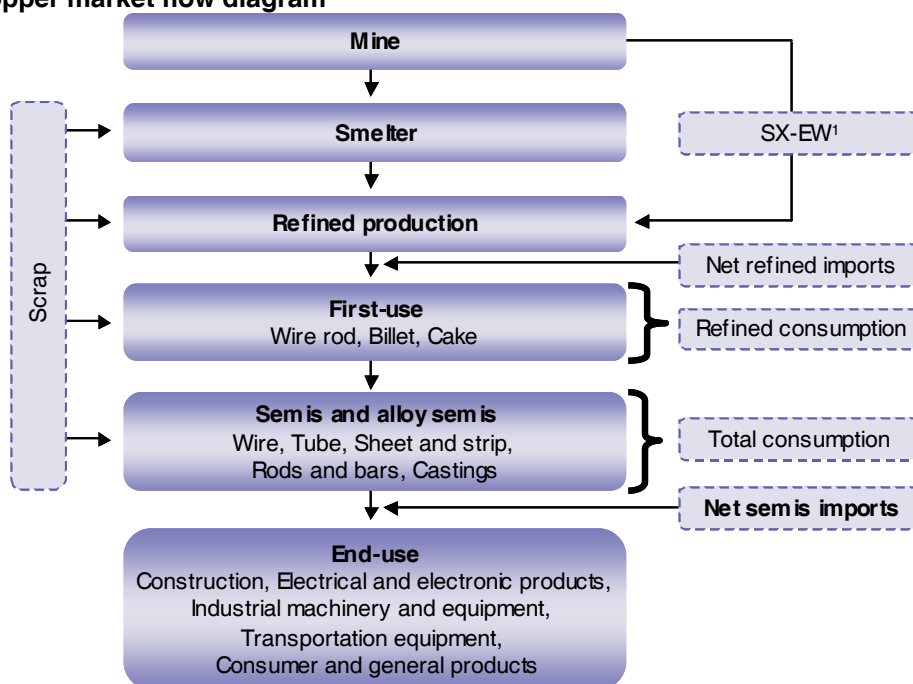 opper market flow diagram
Mine
Smelter
SX-EW¹
Refined production
Net refined imports
Scrap
First-use
Wire rod, Billet, Cake
Refined consumption
Semis and alloy semis
Wire, Tube, Sheet and strip,
Rods and bars, Castings
Total consumption
Net semis imports
End-use
Construction, Electrical and electronic products,
Industrial machinery and equipment,
Transportation equipment,
Consumer and general products